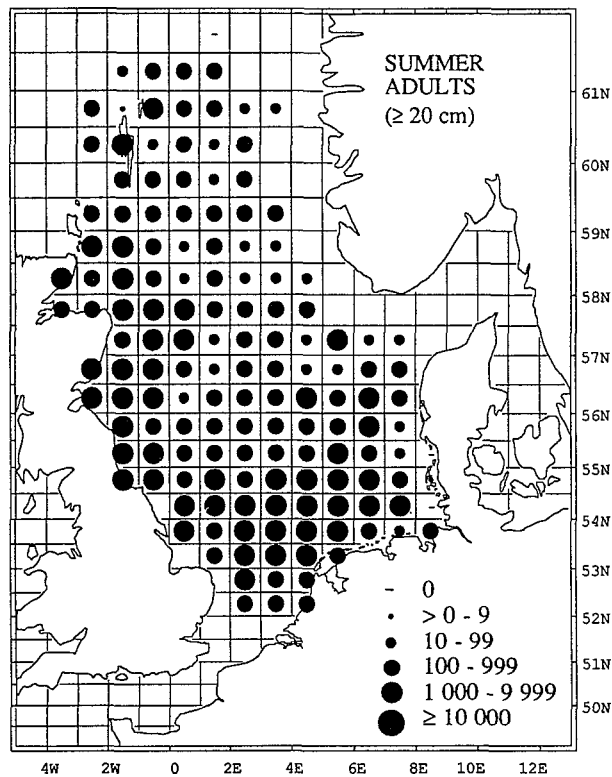 SUMMER
ADULTS
(≥ 20 cm)
61N
60N
59N
58N
57N
56N
55N
54N
53N
52N
51N
50N
– 0
> 0 - 9
10 - 99
100 - 999
1 000 - 9 999
≥ 10 000
4W 2W 0 2E 4E 6E 8E 10E 12E